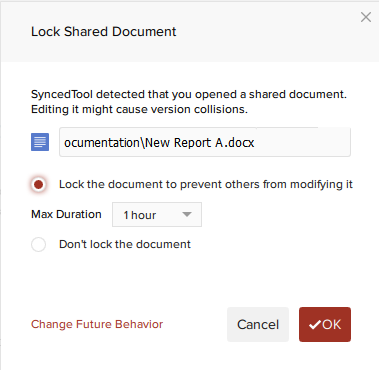 Lock Shared Document
SyncedTool detected that you opened a shared document.
Editing it might cause version collisions.
ocumentation\New Report A.docx
Lock the document to prevent others from modifying it
Max Duration 1 hour
Don't lock the document
Change Future Behavior Cancel OK